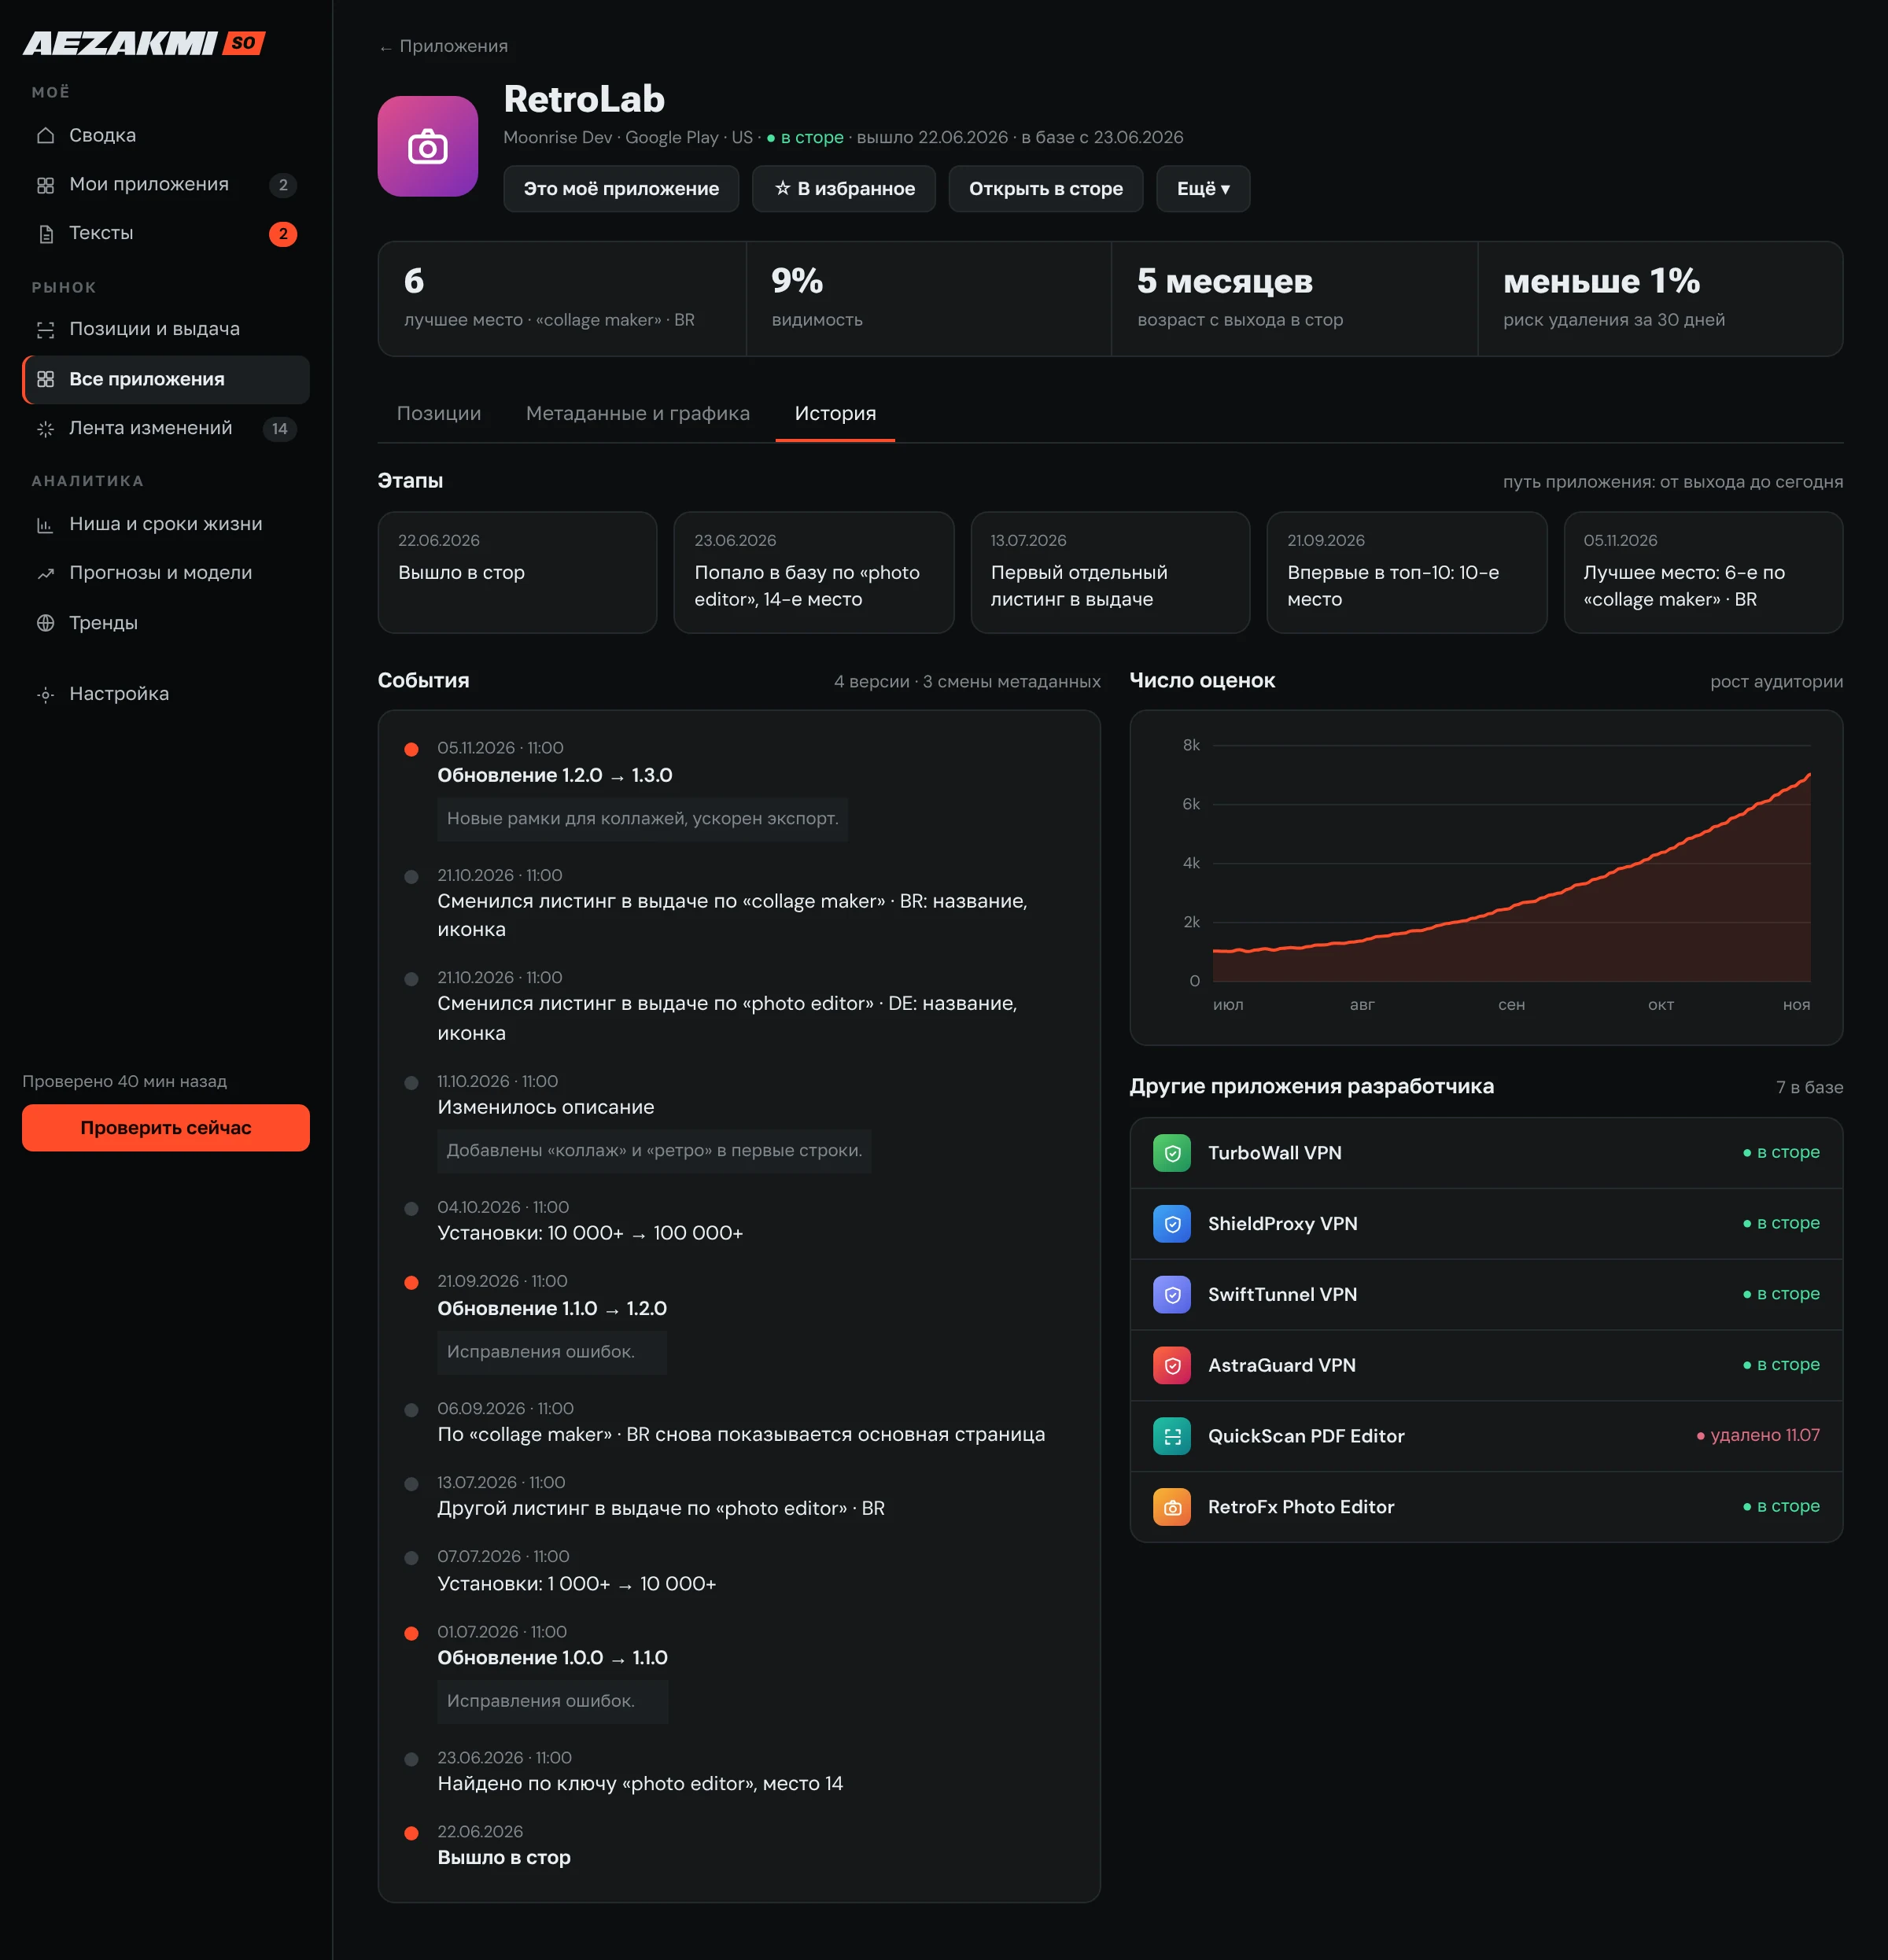 AEZAKMI SO
МОЁ
Сводка
Мои приложения 2
Тексты 2
РЫНОК
Позиции и выдача
Все приложения
Лента изменений 14
АНАЛИТИКА
Ниша и сроки жизни
Прогнозы и модели
Тренды
Настройка
Проверено 40 мин назад
Проверить сейчас
← Приложения
RetroLab
Moonrise Dev · Google Play · US · ● в сторе · вышло 22.06.2026 · в базе с 23.06.2026
Это моё приложение
☆ В избранное
Открыть в сторе
Ещё ▾
6
лучшее место · «collage maker» · BR
9%
видимость
5 месяцев
возраст с выхода в стор
меньше 1%
риск удаления за 30 дней
Позиции
Метаданные и графика
История
Этапы
путь приложения: от выхода до сегодня
22.06.2026
Вышло в стор
23.06.2026
Попало в базу по «photo
editor», 14-е место
13.07.2026
Первый отдельный
листинг в выдаче
21.09.2026
Впервые в топ-10: 10-е
место
05.11.2026
Лучшее место: 6-е по
«collage maker» · BR
События
4 версии · 3 смены метаданных
05.11.2026 · 11:00
Обновление 1.2.0 → 1.3.0
Новые рамки для коллажей, ускорен экспорт.
21.10.2026 · 11:00
Сменился листинг в выдаче по «collage maker» · BR: название,
иконка
21.10.2026 · 11:00
Сменился листинг в выдаче по «photo editor» · DE: название,
иконка
11.10.2026 · 11:00
Изменилось описание
Добавлены «коллаж» и «ретро» в первые строки.
04.10.2026 · 11:00
Установки: 10 000+ → 100 000+
21.09.2026 · 11:00
Обновление 1.1.0 → 1.2.0
Исправления ошибок.
06.09.2026 · 11:00
По «collage maker» · BR снова показывается основная страница
13.07.2026 · 11:00
Другой листинг в выдаче по «photo editor» · BR
07.07.2026 · 11:00
Установки: 1 000+ → 10 000+
01.07.2026 · 11:00
Обновление 1.0.0 → 1.1.0
Исправления ошибок.
23.06.2026 · 11:00
Найдено по ключу «photo editor», место 14
22.06.2026
Вышло в стор
Число оценок
рост аудитории
8k
6k
4k
2k
0
июл авг сен окт ноя
Другие приложения разработчика
7 в базе
TurboWall VPN ● в сторе
ShieldProxy VPN ● в сторе
SwiftTunnel VPN ● в сторе
AstraGuard VPN ● в сторе
QuickScan PDF Editor ● удалено 11.07
RetroFx Photo Editor ● в сторе